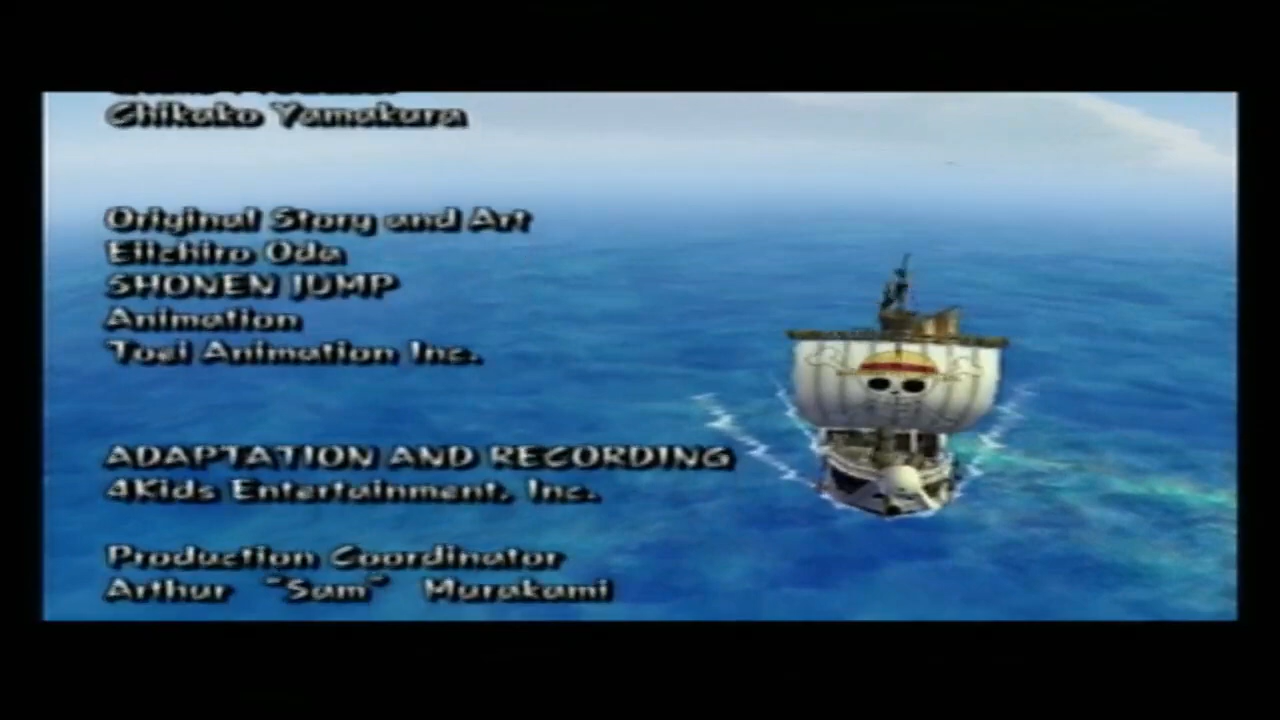 Chikako Yamakura
Original Story and Art
Eiichiro Oda
SHONEN JUMP
Animation
Toei Animation Inc.
ADAPTATION AND RECORDING
4Kids Entertainment, Inc.
Production Coordinator
Arthur "Sam" Murakami